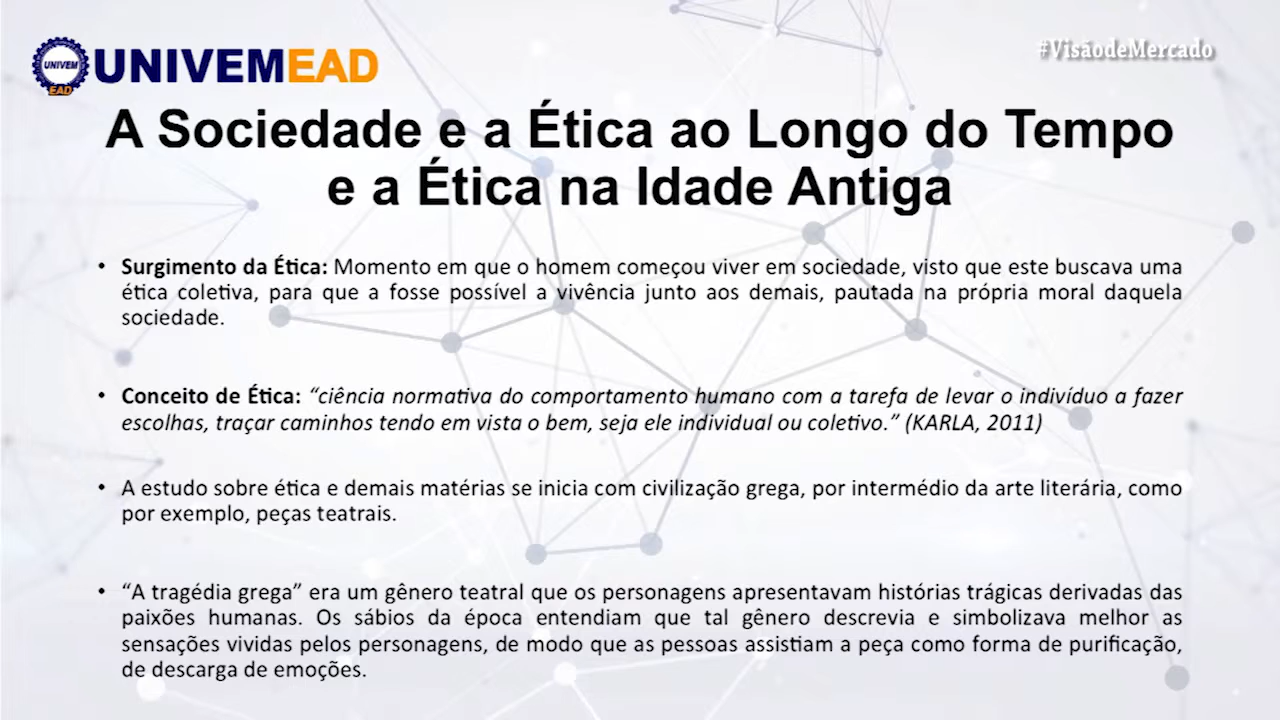 UNIVEM
EAD
UNIVEMEAD
#VisãodeMercado
A Sociedade e a Ética ao Longo do Tempo
e a Ética na Idade Antiga
• Surgimento da Ética: Momento em que o homem começou viver em sociedade, visto que este buscava uma
ética coletiva, para que a fosse possível a vivência junto aos demais, pautada na própria moral daquela
sociedade.
• Conceito de Ética: “ciência normativa do comportamento humano com a tarefa de levar o indivíduo a fazer
escolhas, traçar caminhos tendo em vista o bem, seja ele individual ou coletivo.” (KARLA, 2011)
• A estudo sobre ética e demais matérias se inicia com civilização grega, por intermédio da arte literária, como
por exemplo, peças teatrais.
• “A tragédia grega” era um gênero teatral que os personagens apresentavam histórias trágicas derivadas das
paixões humanas. Os sábios da época entendiam que tal gênero descrevia e simbolizava melhor as
sensações vividas pelos personagens, de modo que as pessoas assistiam a peça como forma de purificação,
de descarga de emoções.